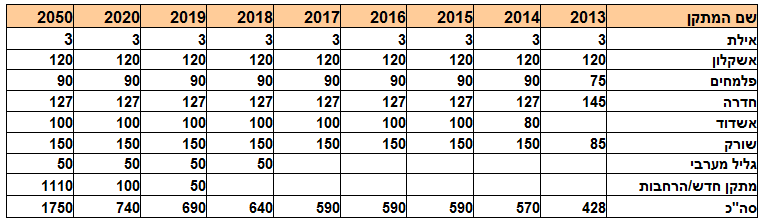 שם המתקן 2013 2014 2015 2016 2017 2018 2019 2020 2050
אילת 3 3 3 3 3 3 3 3 3
אשקלון 120 120 120 120 120 120 120 120 120
פלמחים 75 90 90 90 90 90 90 90 90
חדרה 145 127 127 127 127 127 127 127 127
אשדוד 80 100 100 100 100 100 100 100
שורק 85 150 150 150 150 150 150 150 150
גליל מערבי 50 50 50 50
מתקן חדש/הרחבות 50 100 1110
סה"כ 428 570 590 590 590 640 690 740 1750